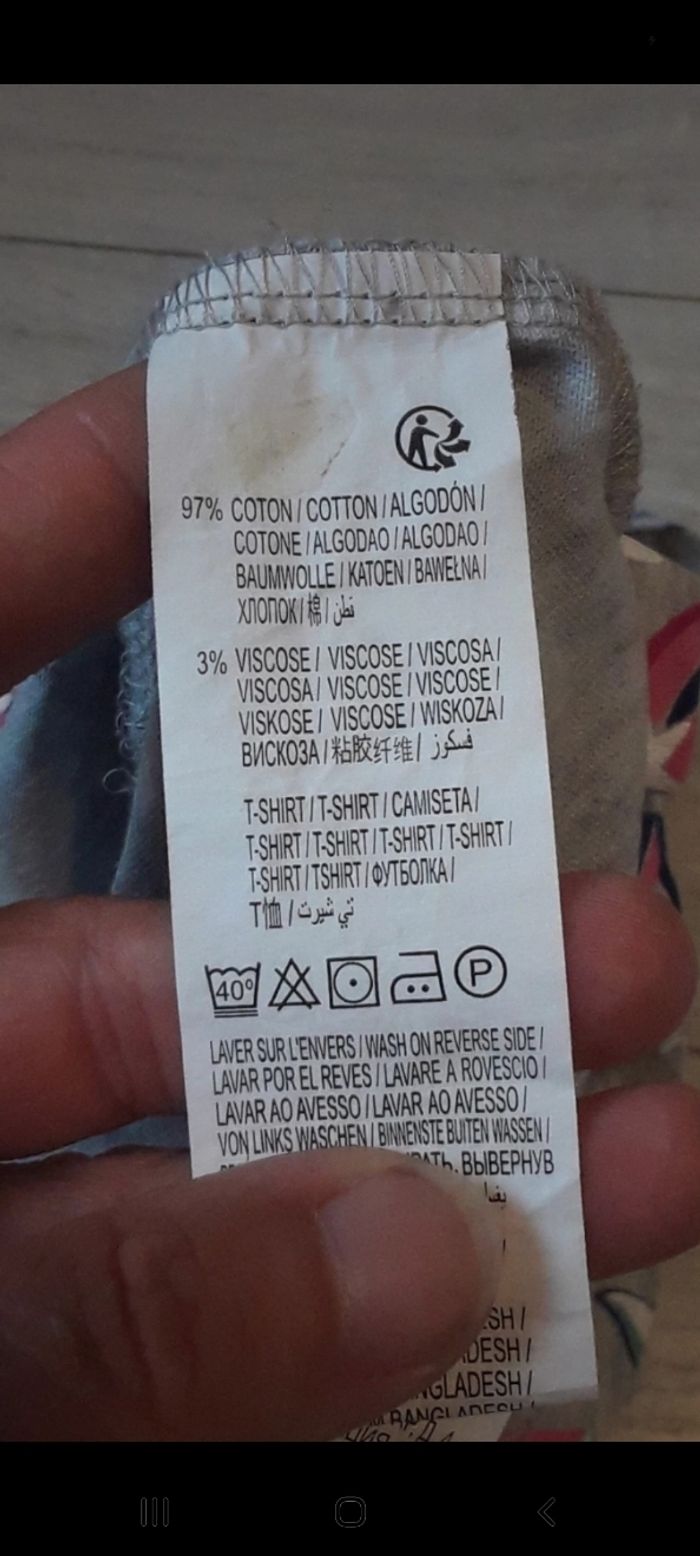 97% COTON / COTTON / ALGODÓN /
COTONE / ALGODAO / ALGODAO /
BAUMWOLLE / KATOEN / BAWEŁNA /
ХЛОПОК / 棉 / قطن
3% VISCOSE / VISCOSE / VISCOSA /
VISCOSA / VISCOSE / VISCOSE /
VISKOSE / VISCOSE / WISKOZA /
ВИСКОЗА / 粘胶纤维 / فسكوز
T-SHIRT / T-SHIRT / CAMISETA /
T-SHIRT / T-SHIRT / T-SHIRT / T-SHIRT /
T-SHIRT / TSHIRT / ФУТБОЛКА /
T恤 / تي شيرت
40° P
LAVER SUR L'ENVERS / WASH ON REVERSE SIDE /
LAVAR POR EL REVES / LAVARE A ROVESCIO /
LAVAR AO AVESSO / LAVAR AO AVESSO /
VON LINKS WASCHEN / BINNENSTE BUITEN WASSEN /
ВЫВЕРНУВ
BANGLADESH /